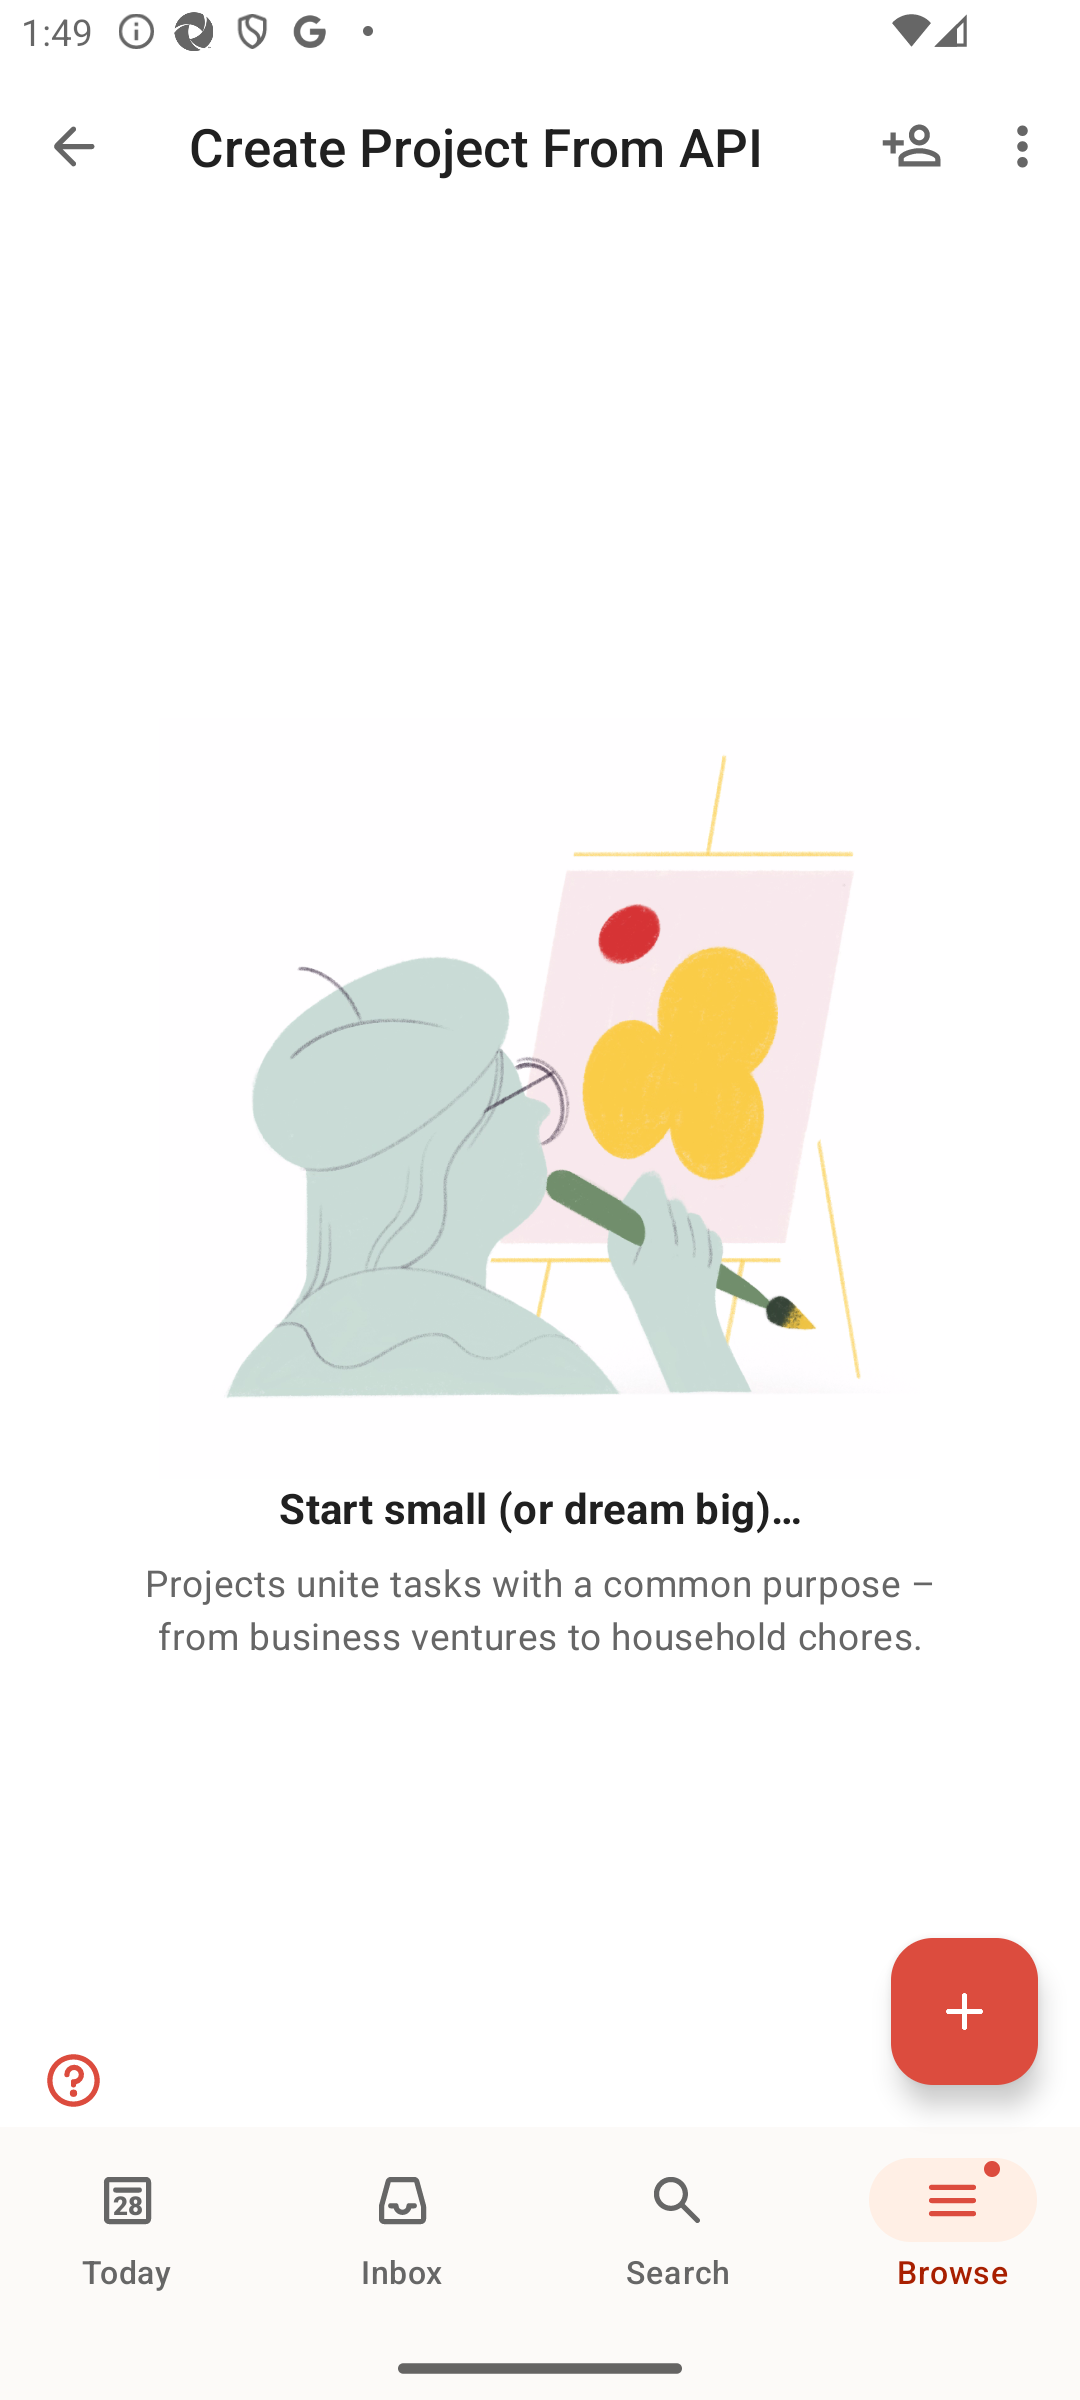 1:49
Create Project From API
Start small (or dream big)…
Projects unite tasks with a common purpose –
from business ventures to household chores.
28
Today
Inbox
Search
Browse